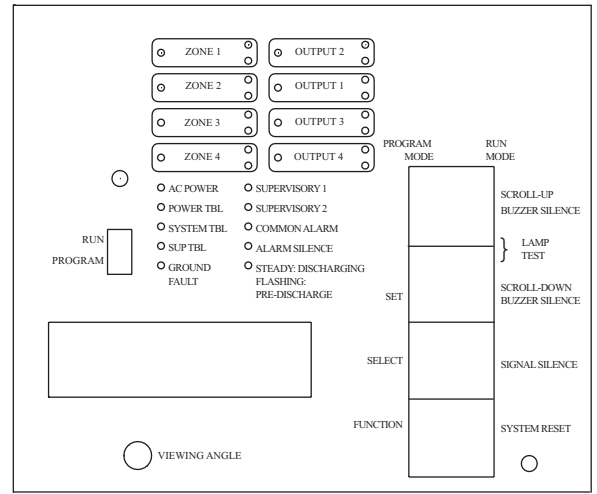 ZONE 1
OUTPUT 2
ZONE 2
OUTPUT 1
ZONE 3
OUTPUT 3
ZONE 4
OUTPUT 4
PROGRAM
MODE
RUN
MODE
AC POWER
POWER TBL
SYSTEM TBL
SUP TBL
GROUND
FAULT
SUPERVISORY 1
SUPERVISORY 2
COMMON ALARM
ALARM SILENCE
STEADY: DISCHARGING
FLASHING:
PRE-DISCHARGE
RUN
PROGRAM
SCROLL-UP
BUZZER SILENCE
LAMP
TEST
SET
SCROLL-DOWN
BUZZER SILENCE
SELECT
SIGNAL SILENCE
FUNCTION
SYSTEM RESET
VIEWING ANGLE